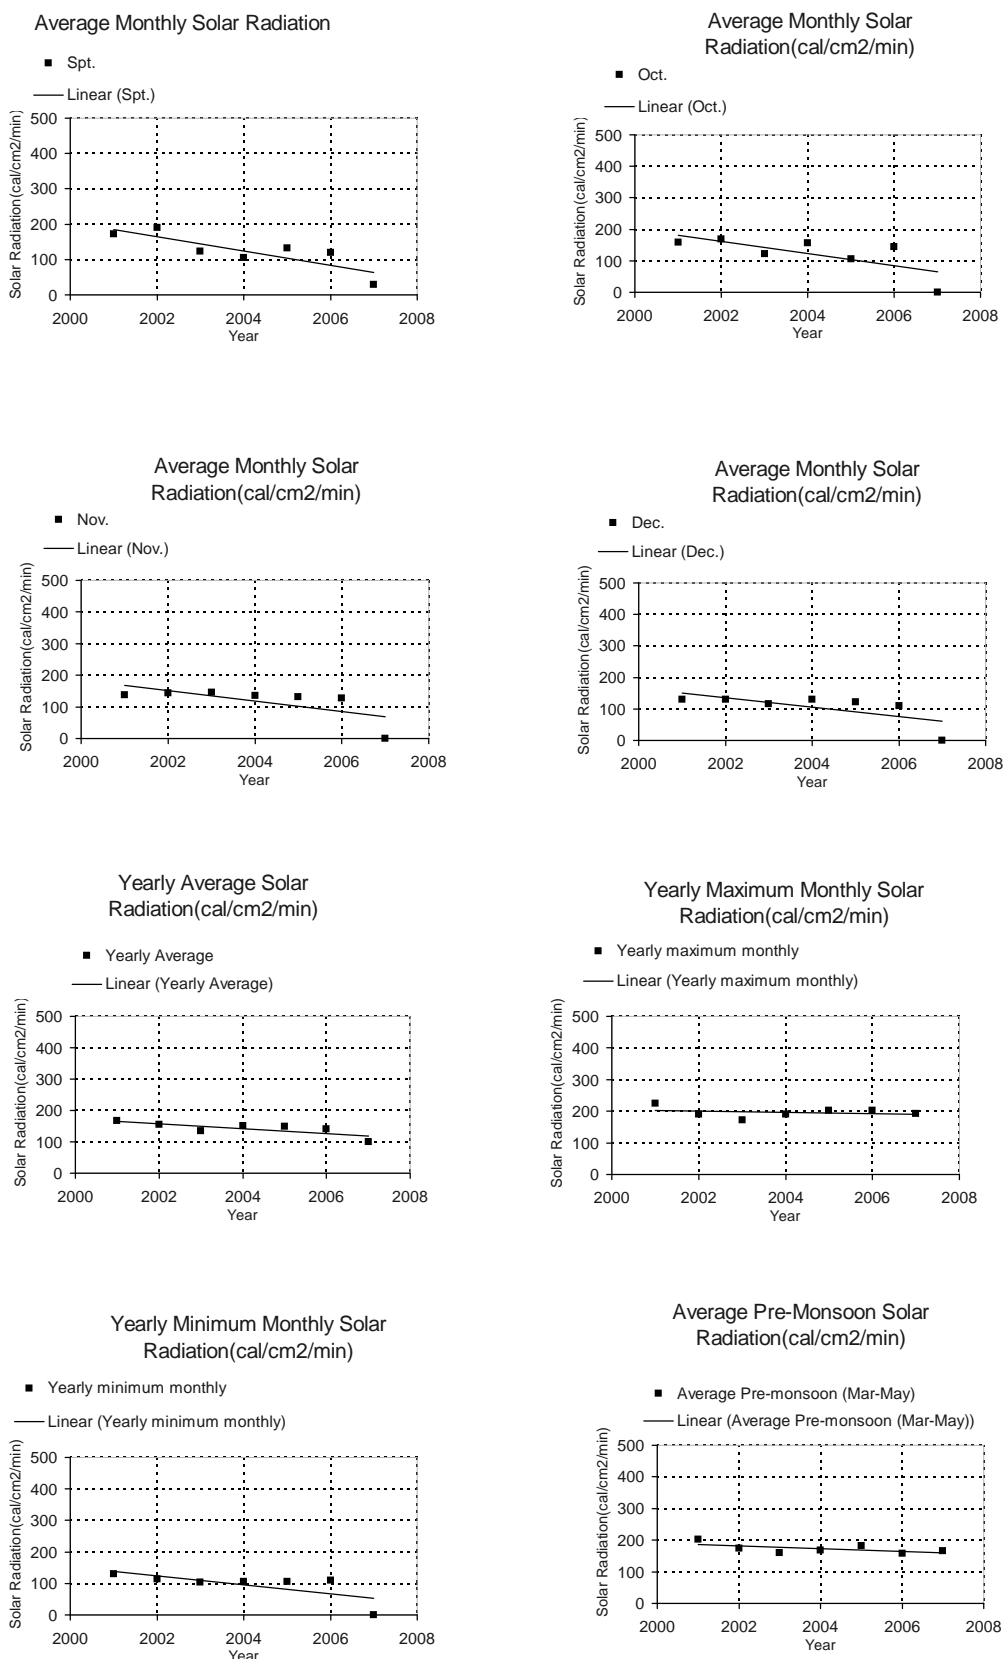 Average Monthly Solar Radiation
Spt.
Linear (Spt.)
Solar Radiation(cal/cm2/min)
500
400
300
200
100
0
2000 2002 2004 2006 2008
Year
Average Monthly Solar
Radiation(cal/cm2/min)
Oct.
Linear (Oct.)
Solar Radiation(cal/cm2/min)
500
400
300
200
100
0
2000 2002 2004 2006 2008
Year
Average Monthly Solar
Radiation(cal/cm2/min)
Nov.
Linear (Nov.)
Solar Radiation(cal/cm2/min)
500
400
300
200
100
0
2000 2002 2004 2006 2008
Year
Average Monthly Solar
Radiation(cal/cm2/min)
Dec.
Linear (Dec.)
Solar Radiation(cal/cm2/min)
500
400
300
200
100
0
2000 2002 2004 2006 2008
Year
Yearly Average Solar
Radiation(cal/cm2/min)
Yearly Average
Linear (Yearly Average)
Solar Radiation(cal/cm2/min)
500
400
300
200
100
0
2000 2002 2004 2006 2008
Year
Yearly Maximum Monthly Solar
Radiation(cal/cm2/min)
Yearly maximum monthly
Linear (Yearly maximum monthly)
Solar Radiation(cal/cm2/min)
500
400
300
200
100
0
2000 2002 2004 2006 2008
Year
Yearly Minimum Monthly Solar
Radiation(cal/cm2/min)
Yearly minimum monthly
Linear (Yearly minimum monthly)
Solar Radiation(cal/cm2/min)
500
400
300
200
100
0
2000 2002 2004 2006 2008
Year
Average Pre-Monsoon Solar
Radiation(cal/cm2/min)
Average Pre-monsoon (Mar-May)
Linear (Average Pre-monsoon (Mar-May))
Solar Radiation(cal/cm2/min)
500
400
300
200
100
0
2000 2002 2004 2006 2008
Year